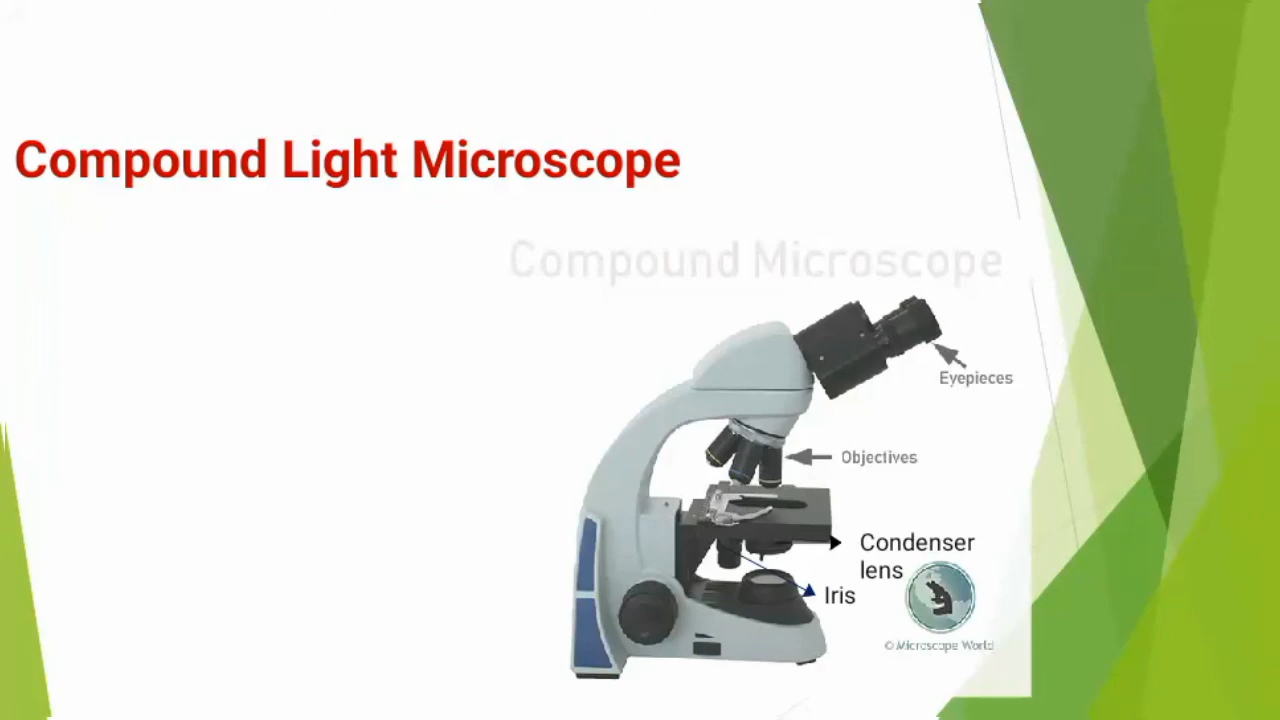 Compound Light Microscope
Compound Microscope
Eyepieces
Objectives
Condenser
lens
Iris
© Microscope World